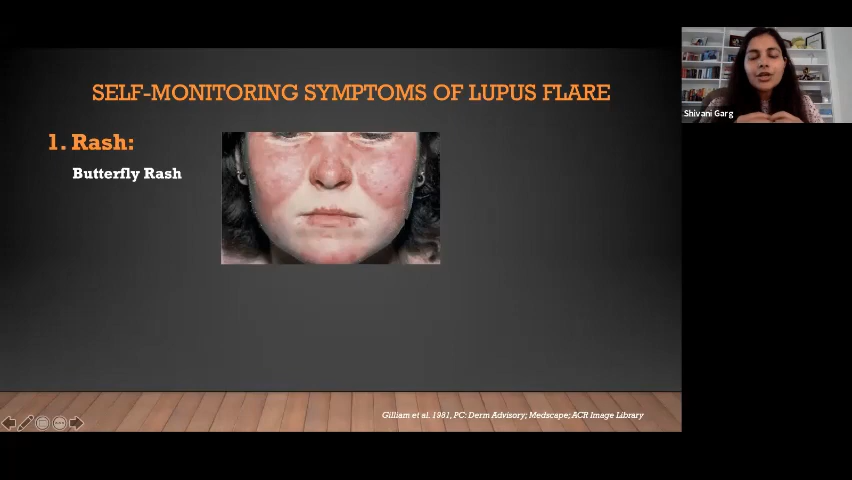 SELF-MONITORING SYMPTOMS OF LUPUS FLARE
1. Rash:
Butterfly Rash
Shivani Garg
Gilliam et al. 1981, PC: Derm Advisory; Medscape; ACR Image Library